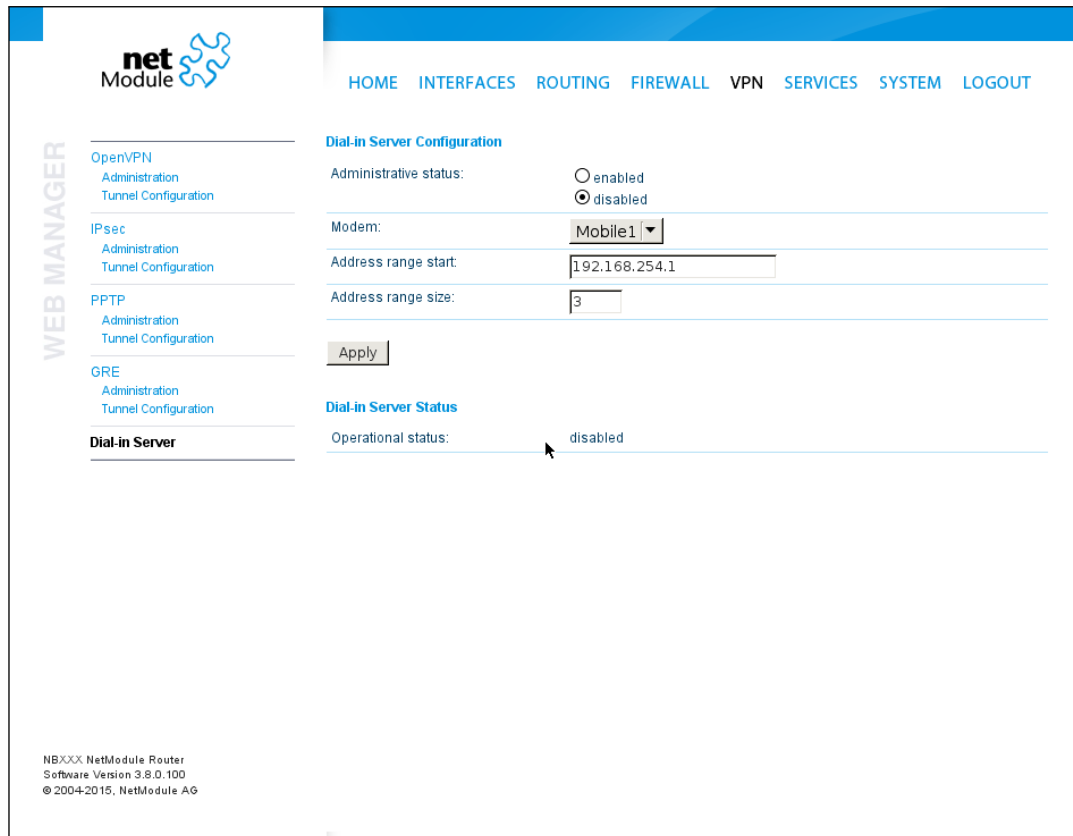 net
Module
HOME INTERFACES ROUTING FIREWALL VPN SERVICES SYSTEM LOGOUT
WEB MANAGER
OpenVPN
Administration
Tunnel Configuration
IPsec
Administration
Tunnel Configuration
PPTP
Administration
Tunnel Configuration
GRE
Administration
Tunnel Configuration
Dial-in Server
Dial-in Server Configuration
Administrative status:
enabled
disabled
Modem: Mobile1
Address range start: 192.168.254.1
Address range size: 3
Apply
Dial-in Server Status
Operational status: disabled
NBXXX NetModule Router
Software Version 3.8.0.100
© 2004-2015, NetModule AG